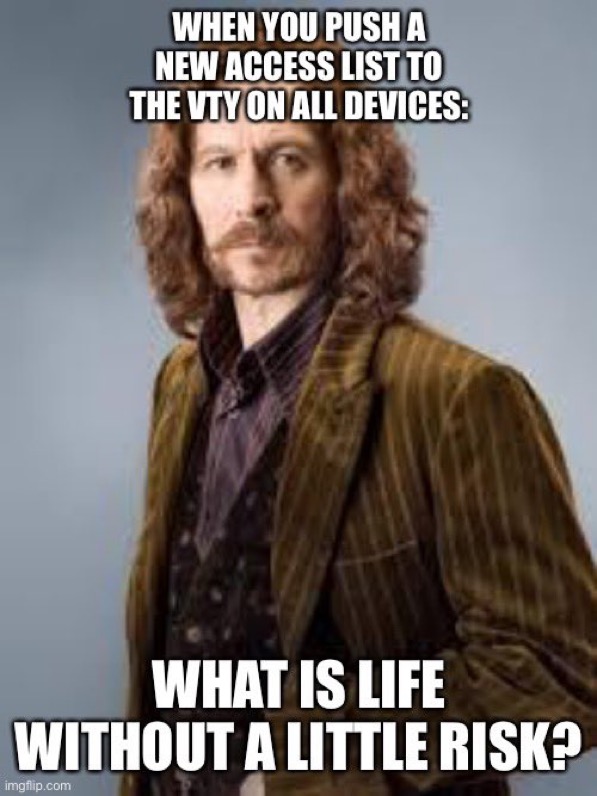 WHEN YOU PUSH A
NEW ACCESS LIST TO
THE VTY ON ALL DEVICES:
WHAT IS LIFE
WITHOUT A LITTLE RISK?
imgflip.com